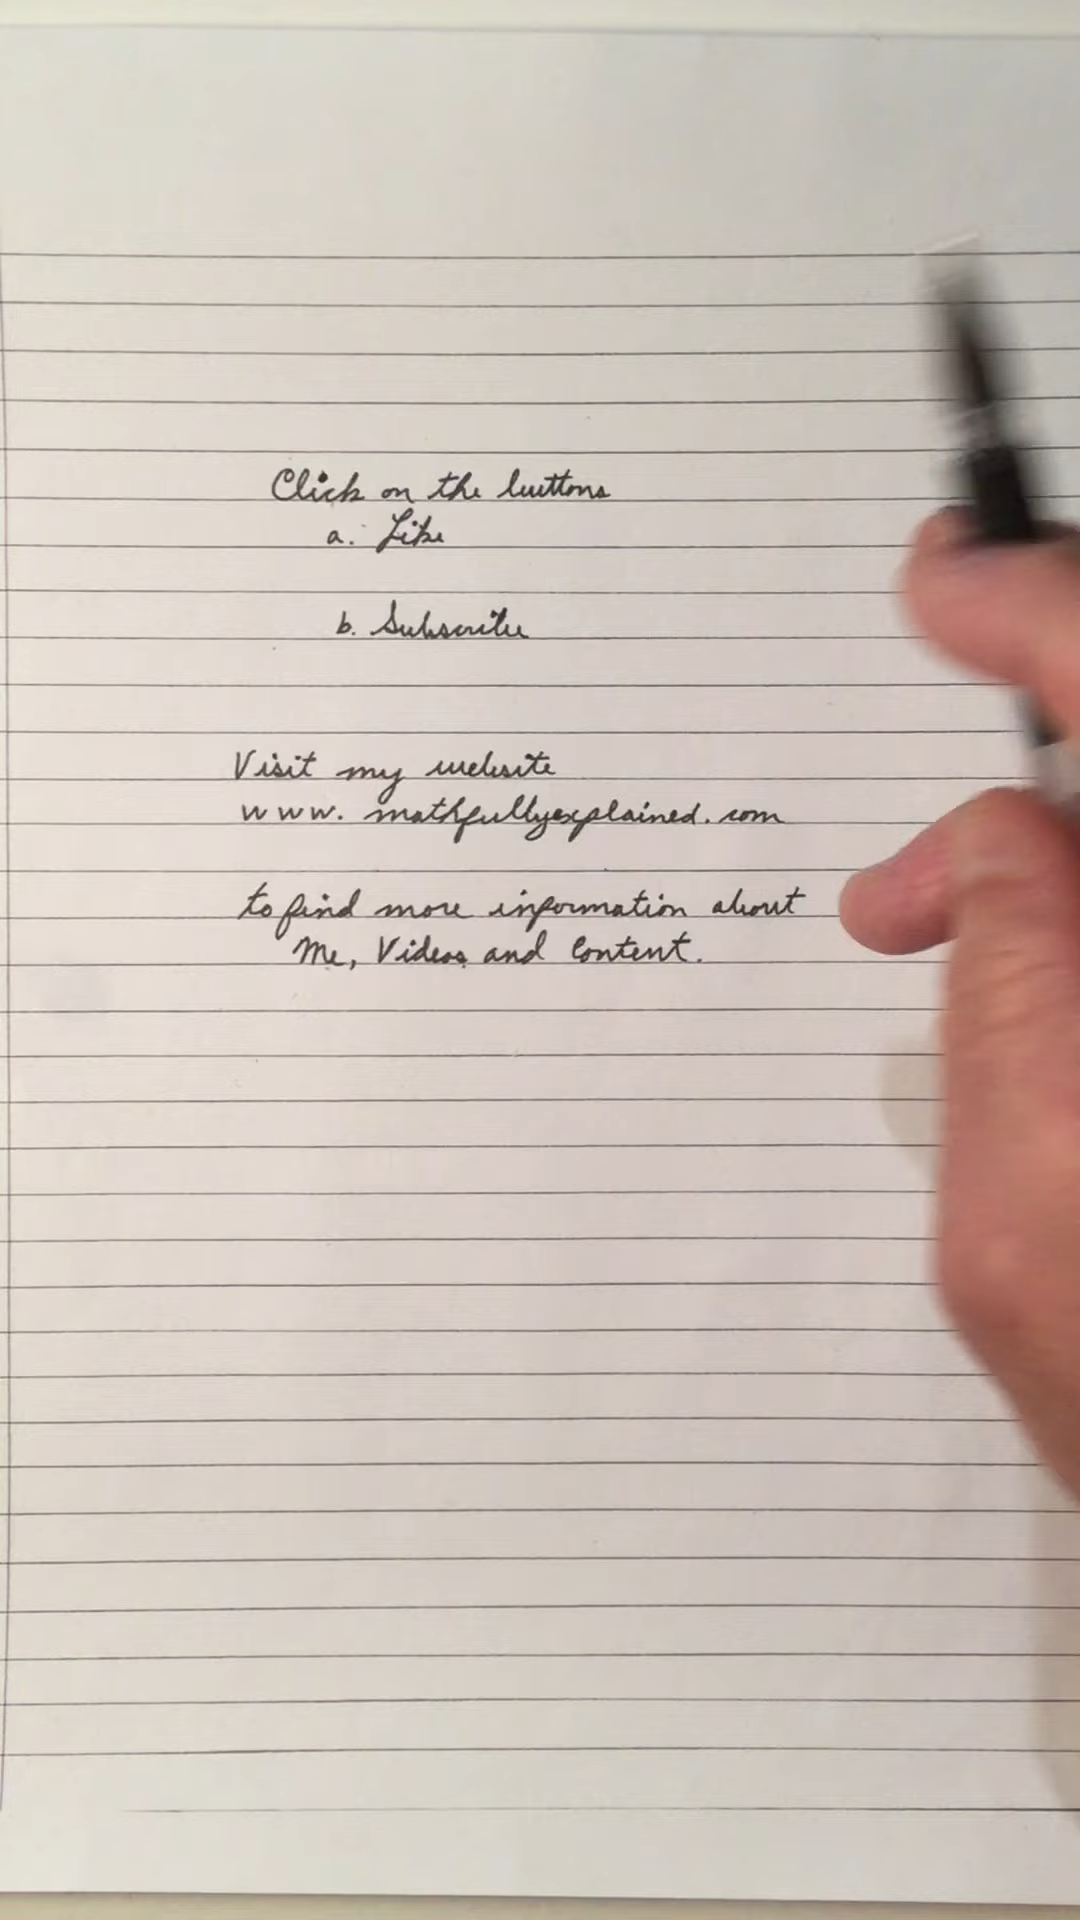 Click on the buttons
a. Like
b. Subscribe
Visit my website
www. mathfullyexplained.com
to find more information about
Me, Videos and Content.